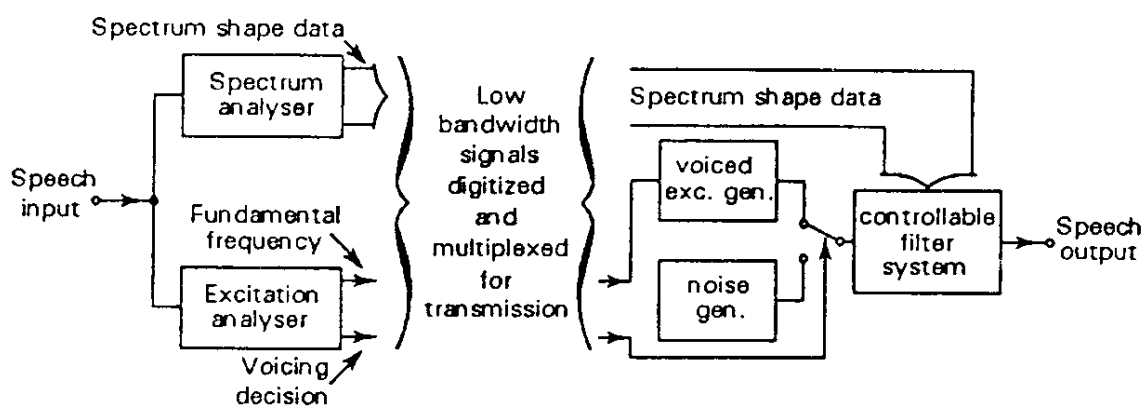 Spectrum shape data
Spectrum
analyser
Speech
input
Fundamental
frequency
Excitation
analyser
Voicing
decision
Low
bandwidth
signals
digitized
and
multiplexed
for
transmission
Spectrum shape data
voiced
exc. gen.
noise
gen.
controllable
filter
system
Speech
output